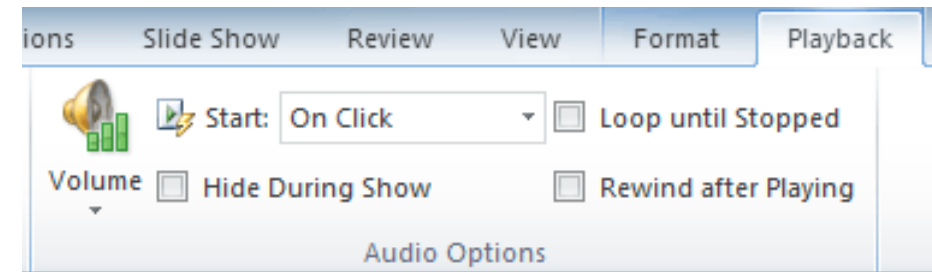 ions Slide Show Review View Format Playback
Start: On Click Loop until Stopped
Volume Hide During Show Rewind after Playing
Audio Options